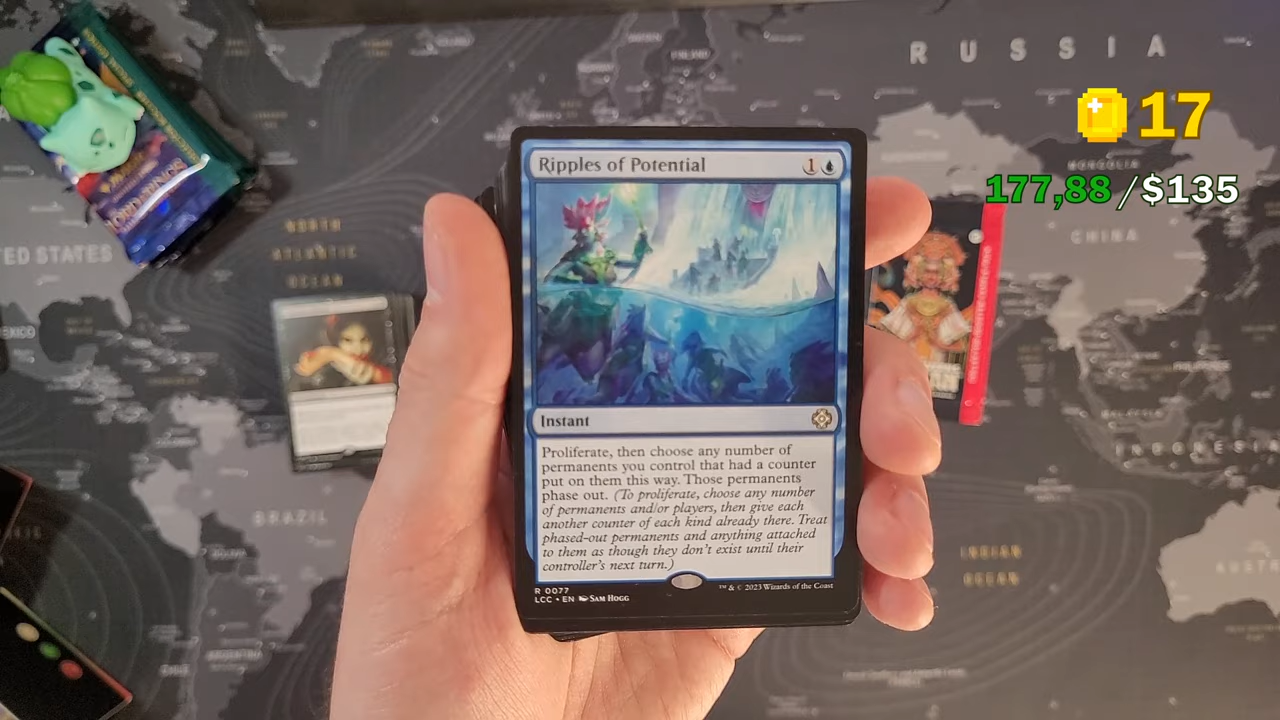 RUSSIA
17
177,88 / $135
MONGOLIA
CHINA
NORTH
ATLANTIC
OCEAN
ED STATES
EXICO
BRAZIL
INDONESIA
INDIAN
OCEAN
AUSTR
Ripples of Potential 1
Instant
Proliferate, then choose any number of
permanents you control that had a counter
put on them this way. Those permanents
phase out. (To proliferate, choose any number
of permanents and/or players, then give each
another counter of each kind already there. Treat
phased-out permanents and anything attached
to them as though they don't exist until their
controller's next turn.)
R 0077
LCC • EN Sam Hogg
™ & © 2023 Wizards of the Coast